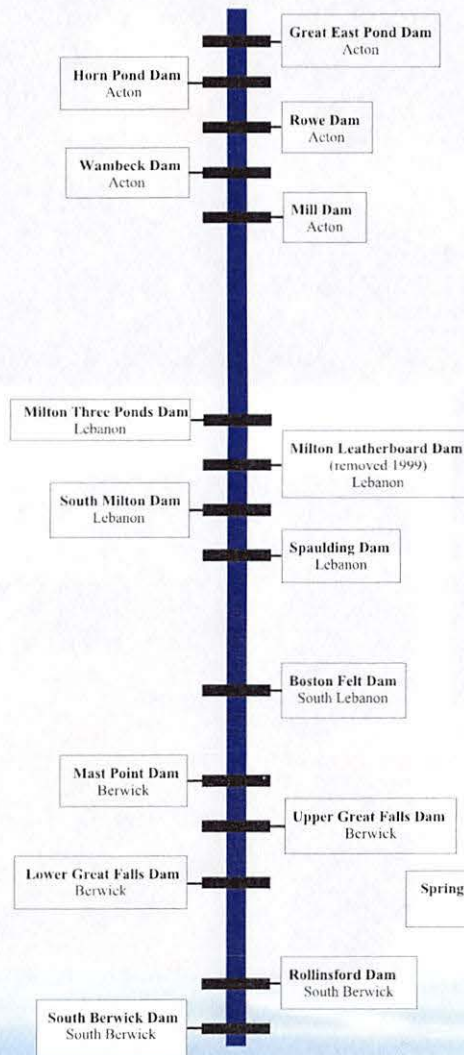 Great East Pond Dam
Acton
Horn Pond Dam
Acton
Rowe Dam
Acton
Wambeck Dam
Acton
Mill Dam
Acton
Milton Three Ponds Dam
Lebanon
Milton Leatherboard Dam
(removed 1999)
Lebanon
South Milton Dam
Lebanon
Spaulding Dam
Lebanon
Boston Felt Dam
South Lebanon
Mast Point Dam
Berwick
Upper Great Falls Dam
Berwick
Lower Great Falls Dam
Berwick
Spring
Rollinsford Dam
South Berwick
South Berwick Dam
South Berwick